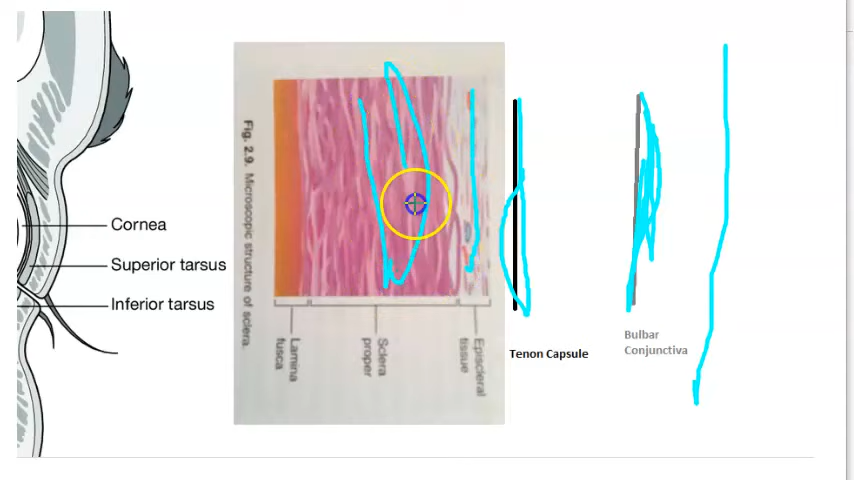 Cornea
Superior tarsus
Inferior tarsus
Fig. 2.9. Microscopic structure of sclera.
Lamina
fusca
Sclera
proper
Episcleral
tissue
Tenon Capsule
Bulbar
Conjunctiva